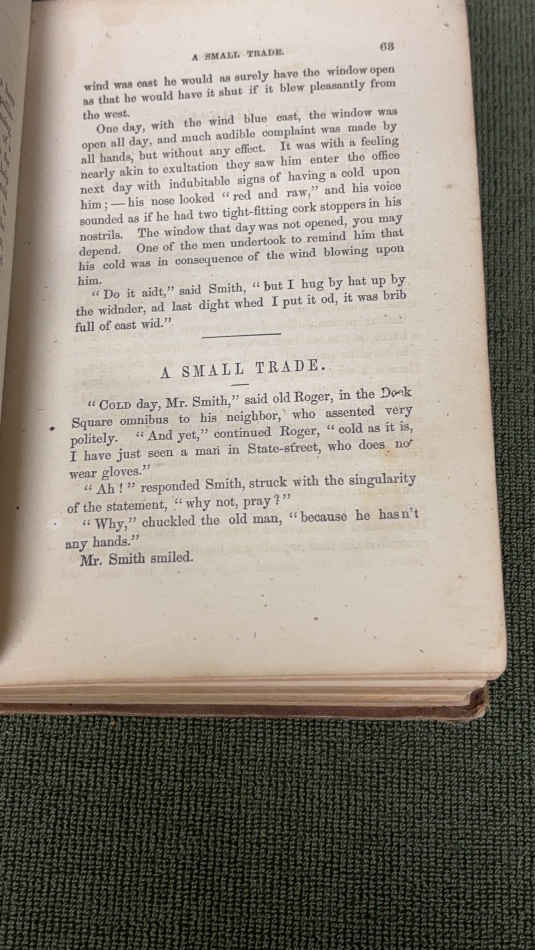 A SMALL TRADE. 63
wind was east he would as surely have the window open
as that he would have it shut if it blew pleasantly from
the west.
One day, with the wind blue east, the window was
open all day, and much audible complaint was made by
all hands, but without any effect. It was with a feeling
nearly akin to exultation they saw him enter the office
next day with indubitable signs of having a cold upon
him; — his nose looked “red and raw,” and his voice
sounded as if he had two tight-fitting cork stoppers in his
nostrils. The window that day was not opened, you may
depend. One of the men undertook to remind him that
his cold was in consequence of the wind blowing upon
him.
“Do it aidt,” said Smith, “but I hug by hat up by
the widnder, ad last dight whed I put it od, it was brib
full of east wid.”
A SMALL TRADE.
“COLD day, Mr. Smith,” said old Roger, in the Dock
Square omnibus to his neighbor, who assented very
politely. “And yet,” continued Roger, “cold as it is,
I have just seen a man in State-street, who does not
wear gloves.”
“Ah!” responded Smith, struck with the singularity
of the statement, “why not, pray?”
“Why,” chuckled the old man, “because he hasn't
any hands.”
Mr. Smith smiled.